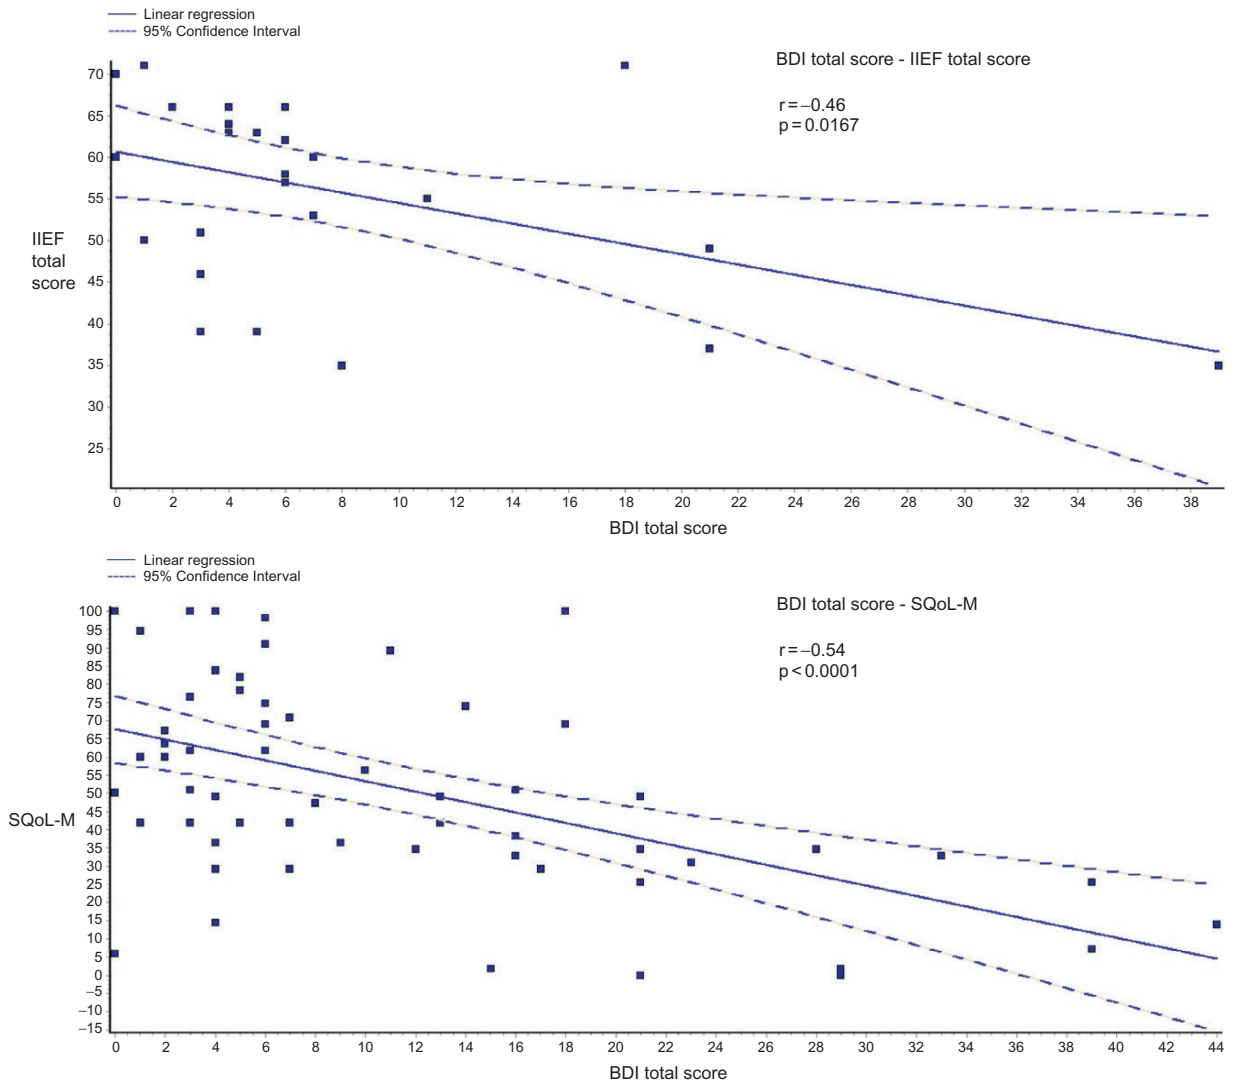 Linear regression
95% Confidence Interval
BDI total score - IIEF total score
r = –0.46
p = 0.0167
70
65
60
55
50
45
40
35
30
25
IIEF
total
score
0 2 4 6 8 10 12 14 16 18 20 22 24 26 28 30 32 34 36 38
BDI total score
Linear regression
95% Confidence Interval
BDI total score - SQoL-M
r = –0.54
p < 0.0001
100
95
90
85
80
75
70
65
60
55
50
45
40
35
30
25
20
15
10
5
0
–5
–10
–15
SQoL-M
0 2 4 6 8 10 12 14 16 18 20 22 24 26 28 30 32 34 36 38 40 42 44
BDI total score